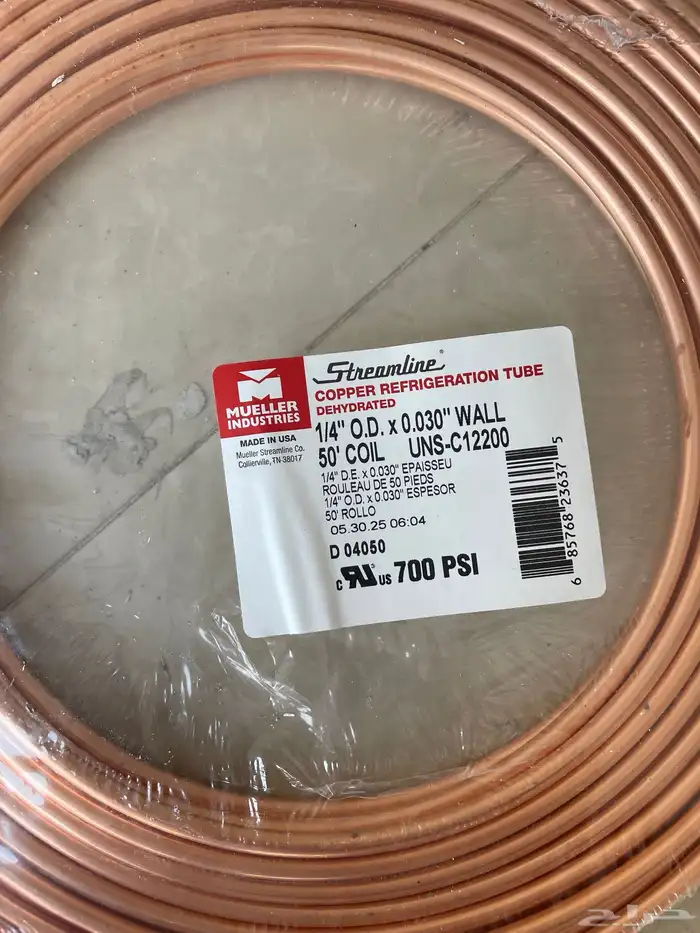 Streamline®
COPPER REFRIGERATION TUBE
DEHYDRATED
MUELLER
INDUSTRIES
MADE IN USA
Mueller Streamline Co.
Collierville, TN 38017
1/4" O.D. x 0.030" WALL
50' COIL UNS-C12200
1/4" D.E. x 0.030" EPAISSEU
ROULEAU DE 50 PIEDS
1/4" O.D. x 0.030" ESPESOR
50' ROLLO
05.30.25 06:04
D 04050
c RU® US 700 PSI
6 85768 23637 5
حراج